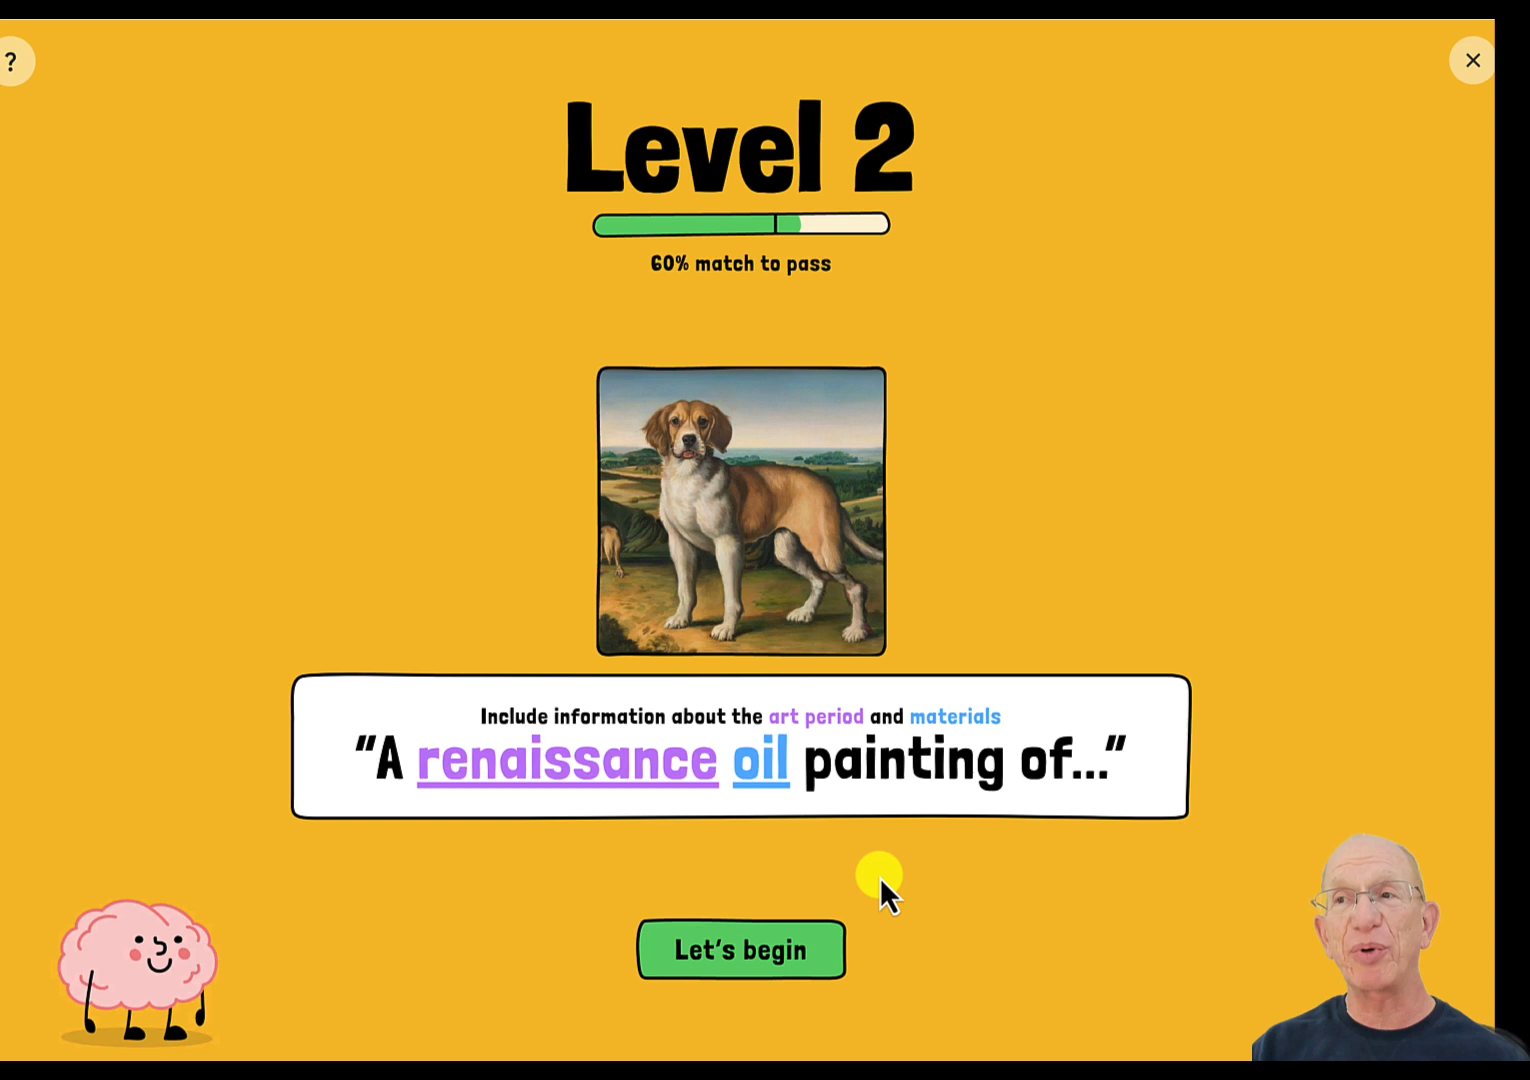 ?
×
Level 2
60% match to pass
Include information about the art period and materials
“A renaissance oil painting of...”
Let’s begin